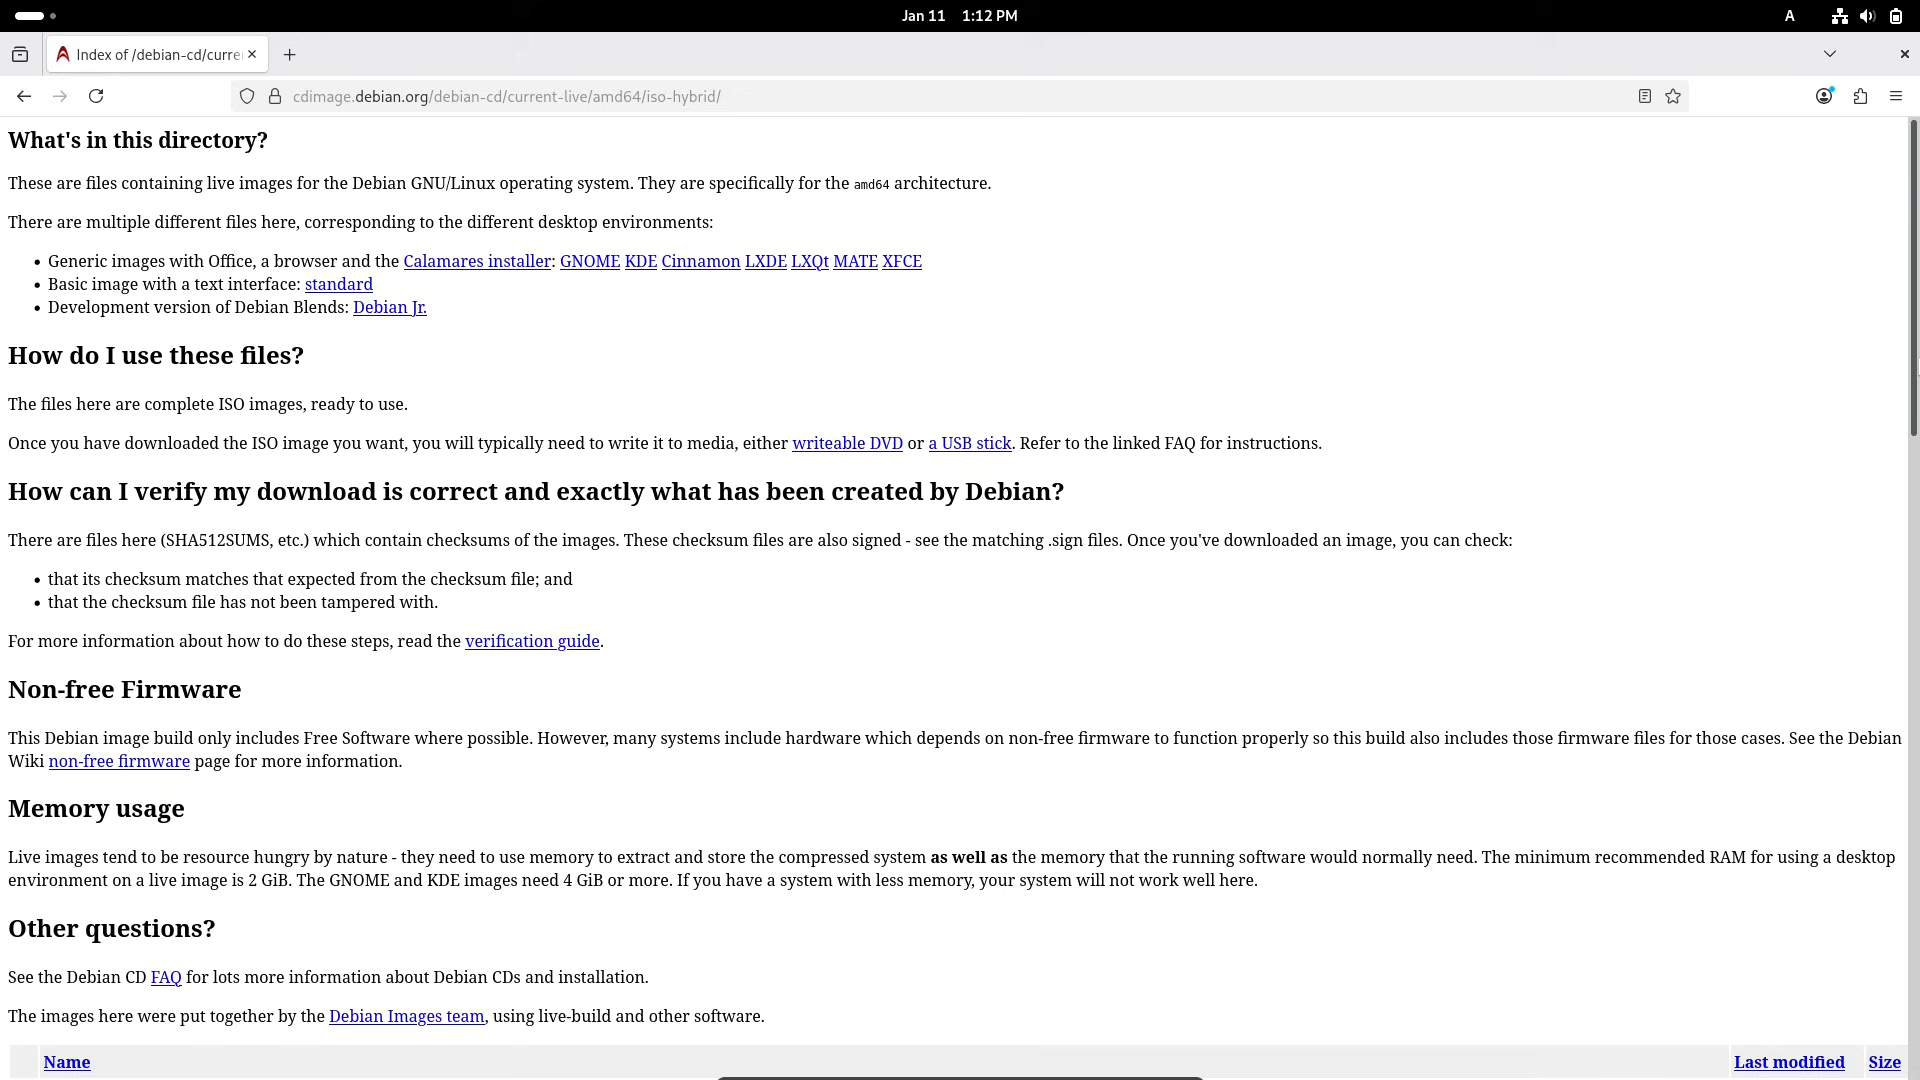 Jan 11 1:12 PM
A
Index of /debian-cd/curre
cdimage.debian.org/debian-cd/current-live/amd64/iso-hybrid/
What's in this directory?
These are files containing live images for the Debian GNU/Linux operating system. They are specifically for the amd64 architecture.
There are multiple different files here, corresponding to the different desktop environments:
• Generic images with Office, a browser and the Calamares installer: GNOME KDE Cinnamon LXDE LXQt MATE XFCE
• Basic image with a text interface: standard
• Development version of Debian Blends: Debian Jr.
How do I use these files?
The files here are complete ISO images, ready to use.
Once you have downloaded the ISO image you want, you will typically need to write it to media, either writeable DVD or a USB stick. Refer to the linked FAQ for instructions.
How can I verify my download is correct and exactly what has been created by Debian?
There are files here (SHA512SUMS, etc.) which contain checksums of the images. These checksum files are also signed - see the matching .sign files. Once you've downloaded an image, you can check:
• that its checksum matches that expected from the checksum file; and
• that the checksum file has not been tampered with.
For more information about how to do these steps, read the verification guide.
Non-free Firmware
This Debian image build only includes Free Software where possible. However, many systems include hardware which depends on non-free firmware to function properly so this build also includes those firmware files for those cases. See the Debian
Wiki non-free firmware page for more information.
Memory usage
Live images tend to be resource hungry by nature - they need to use memory to extract and store the compressed system as well as the memory that the running software would normally need. The minimum recommended RAM for using a desktop
environment on a live image is 2 GiB. The GNOME and KDE images need 4 GiB or more. If you have a system with less memory, your system will not work well here.
Other questions?
See the Debian CD FAQ for lots more information about Debian CDs and installation.
The images here were put together by the Debian Images team, using live-build and other software.
Name Last modified Size